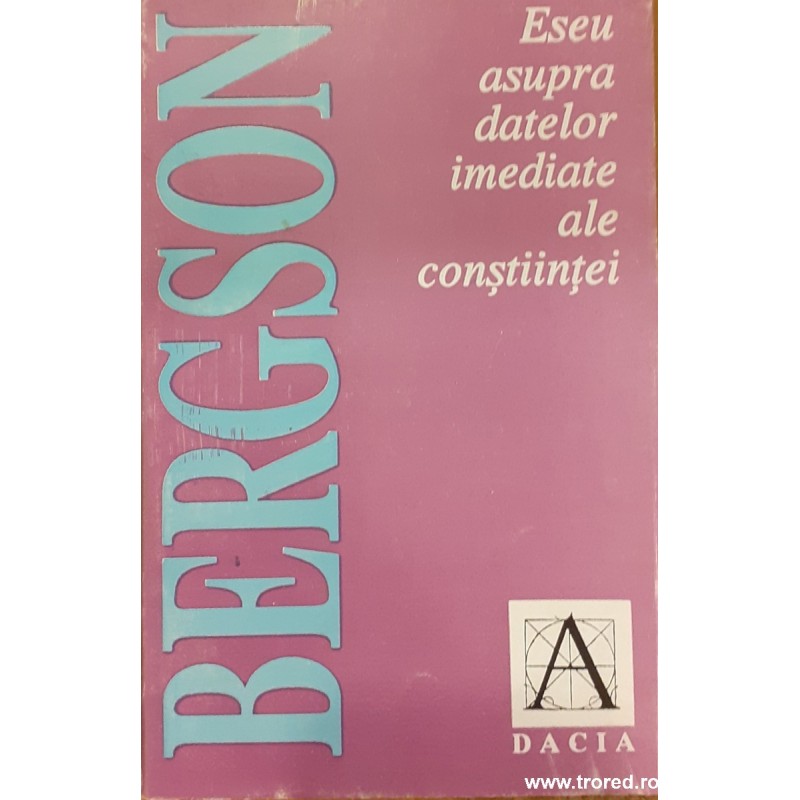 BERGSON
Eseu
asupra
datelor
imediate
ale
conştiinţei
A
DACIA
www.trored.ro